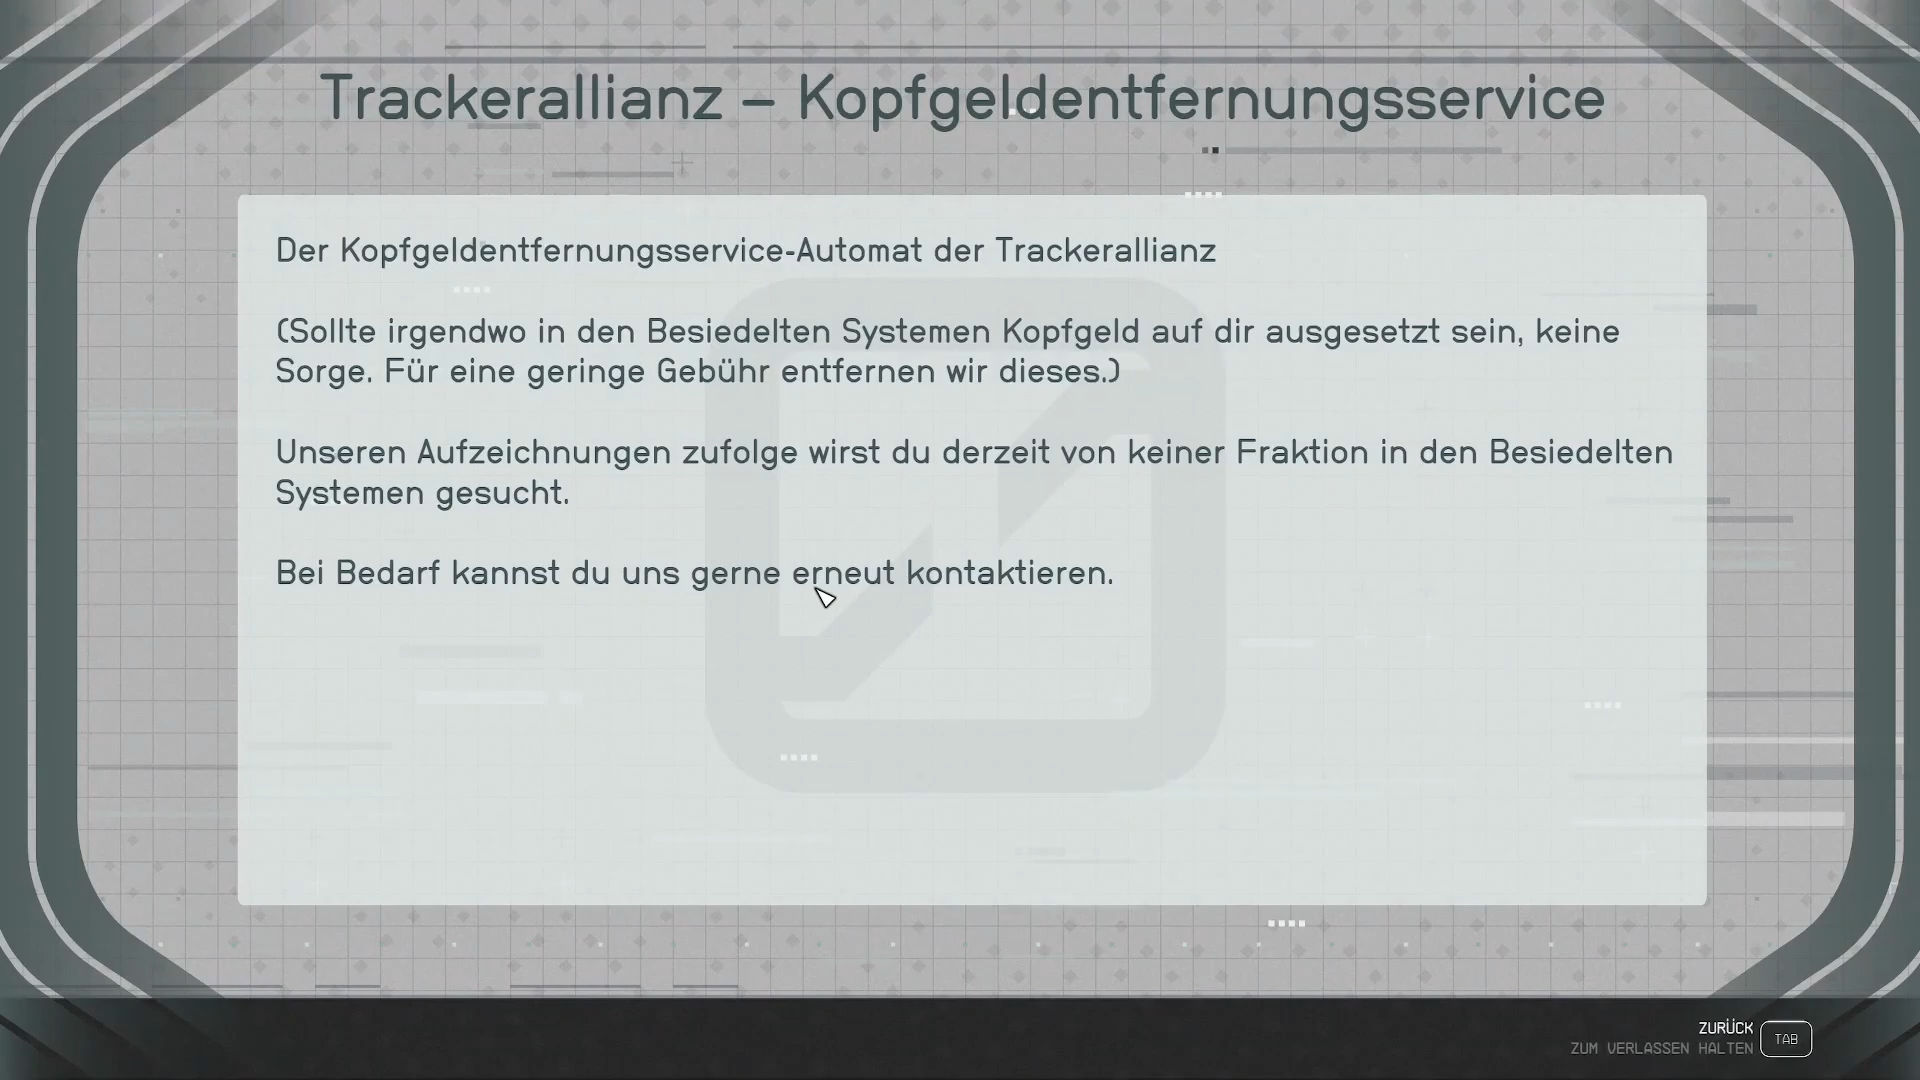 Trackerallianz – Kopfgeldentfernungsservice
Der Kopfgeldentfernungsservice-Automat der Trackerallianz
(Sollte irgendwo in den Besiedelten Systemen Kopfgeld auf dir ausgesetzt sein, keine
Sorge. Für eine geringe Gebühr entfernen wir dieses.)
Unseren Aufzeichnungen zufolge wirst du derzeit von keiner Fraktion in den Besiedelten
Systemen gesucht.
Bei Bedarf kannst du uns gerne erneut kontaktieren.
ZURÜCK
ZUM VERLASSEN HALTEN TAB